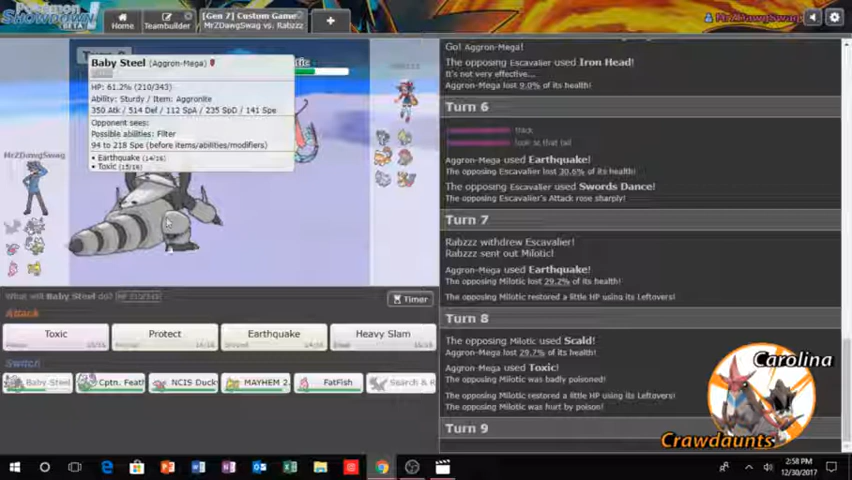 Pokémon
SHOWDOWN
BETA!
Home
Teambuilder
[Gen 7] Custom Game
MrZDawgSwag vs. Rabzzz
MrZDawgSwag
Baby Steel (Aggron-Mega)
HP: 61.2% (210/343)
Ability: Sturdy / Item: Aggronite
350 Atk / 514 Def / 112 SpA / 235 SpD / 141 Spe
Opponent sees:
Possible abilities: Filter
94 to 218 Spe (before items/abilities/modifiers)
• Earthquake (14/16)
• Toxic (15/16)
MrZDawgSwag
What will Baby Steel do?
Timer
Attack
Toxic
Protect
Earthquake
Heavy Slam
Switch
Baby Steel
Cptn. Feath
NCIS Duck
MAYHEM 2.
FatFish
Search & R
Go! Aggron-Mega!
The opposing Escavalier used Iron Head!
It's not very effective...
Aggron-Mega lost 9.0% of its health!
Turn 6
Aggron-Mega used Earthquake!
The opposing Escavalier lost 30.6% of its health!
The opposing Escavalier used Swords Dance!
The opposing Escavalier's Attack rose sharply!
Turn 7
Rabzzz withdrew Escavalier!
Rabzzz sent out Milotic!
Aggron-Mega used Earthquake!
The opposing Milotic lost 29.2% of its health!
The opposing Milotic restored a little HP using its Leftovers!
Turn 8
The opposing Milotic used Scald!
Aggron-Mega lost 29.7% of its health!
Aggron-Mega used Toxic!
The opposing Milotic was badly poisoned!
The opposing Milotic restored a little HP using its Leftovers!
The opposing Milotic was hurt by poison!
Turn 9
Carolina
Crawdaunts
2:58 PM
12/30/2017